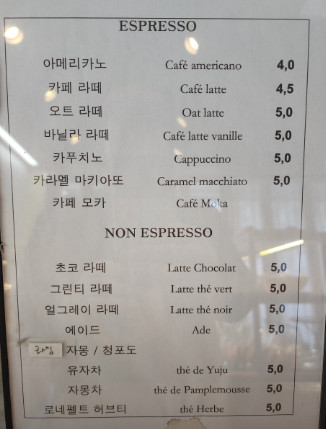 ESPRESSO
아메리카노 Café americano 4,0
카페 라떼 Café latte 4,5
오트 라떼 Oat latte 5,0
바닐라 라떼 Café latte vanille 5,0
카푸치노 Cappuccino 5,0
카라멜 마키아또 Caramel macchiato 5,0
카페 모카 Café
NON ESPRESSO
초코 라떼 Latte Chocolat 5,0
그린티 라떼 Latte thé vert 5,0
얼그레이 라떼 Latte thé noir 5,0
에이드 Ade 5,0
라임 자몽 / 청포도
유자차 thé de Yuju 5,0
자몽차 thé de Pamplemousse 5,0
로네펠트 허브티 thé Herbe 5,0